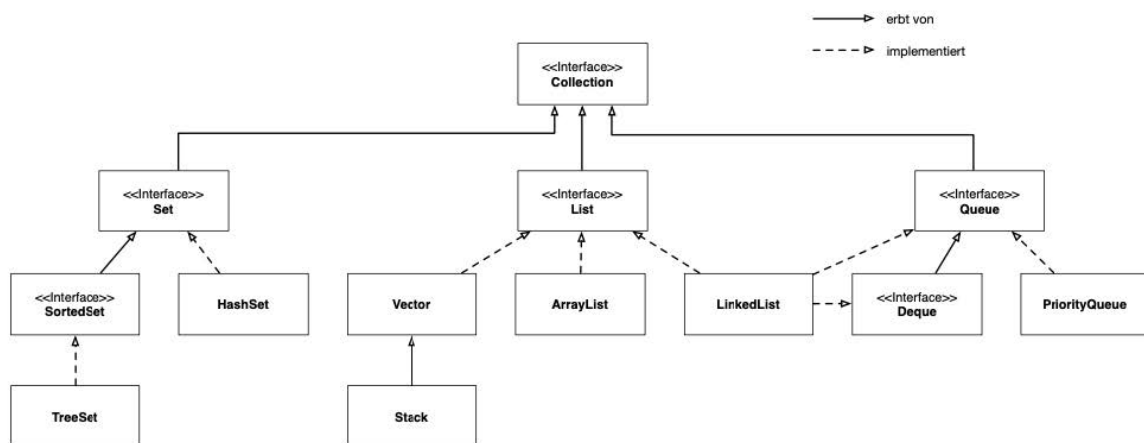 erbt von
implementiert
<<Interface>>
Collection
<<Interface>>
Set
<<Interface>>
List
<<Interface>>
Queue
<<Interface>>
SortedSet
HashSet
Vector
ArrayList
LinkedList
<<Interface>>
Deque
PriorityQueue
TreeSet
Stack